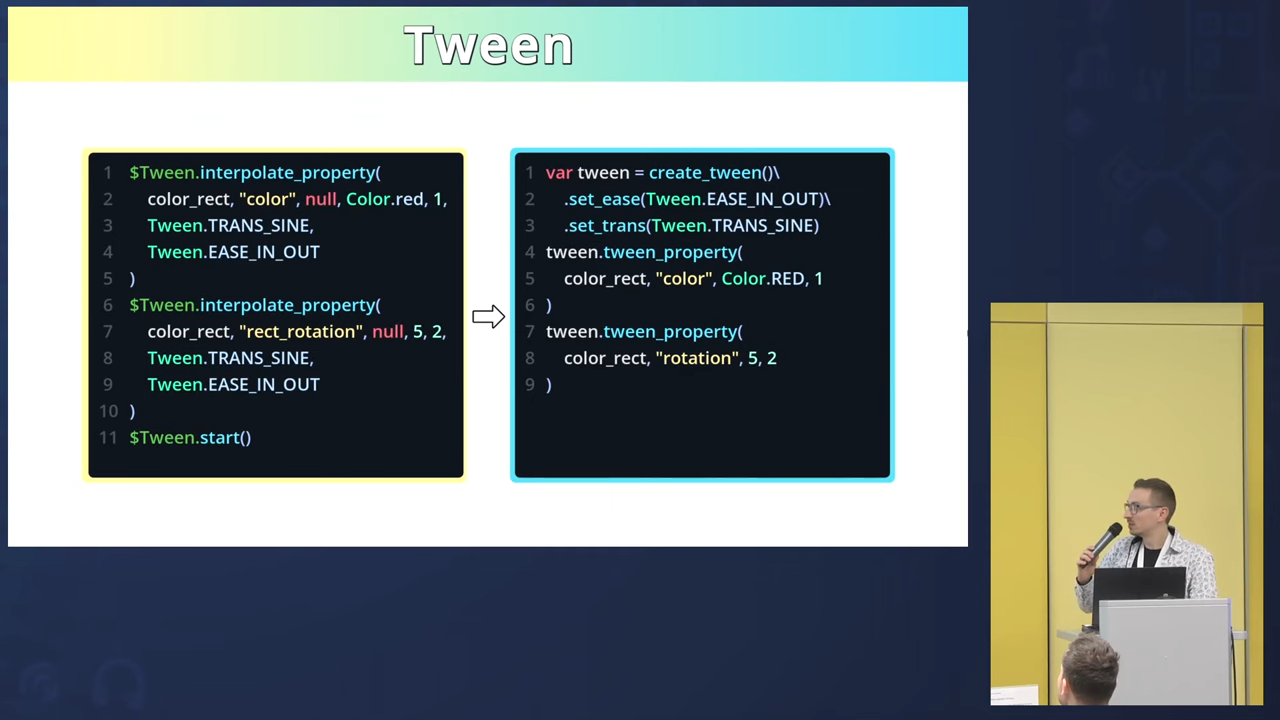 Tween
1 $Tween.interpolate_property(
2 color_rect, "color", null, Color.red, 1,
3 Tween.TRANS_SINE,
4 Tween.EASE_IN_OUT
5 )
6 $Tween.interpolate_property(
7 color_rect, "rect_rotation", null, 5, 2,
8 Tween.TRANS_SINE,
9 Tween.EASE_IN_OUT
10 )
11 $Tween.start()
1 var tween = create_tween()\
2 .set_ease(Tween.EASE_IN_OUT)\
3 .set_trans(Tween.TRANS_SINE)
4 tween.tween_property(
5 color_rect, "color", Color.RED, 1
6 )
7 tween.tween_property(
8 color_rect, "rotation", 5, 2
9 )